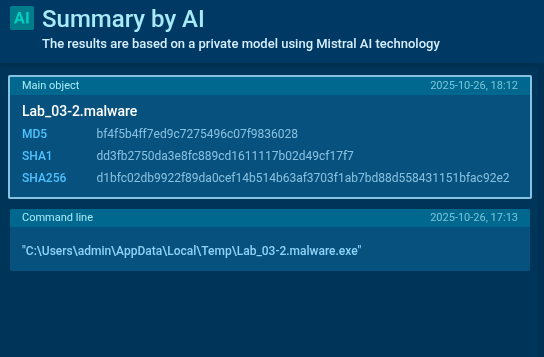 AI Summary by AI
The results are based on a private model using Mistral AI technology
Main object 2025-10-26, 18:12
Lab_03-2.malware
MD5 bf4f5b4ff7ed9c7275496c07f9836028
SHA1 dd3fb2750da3e8fc889cd1611117b02d49cf17f7
SHA256 d1bfc02db9922f89da0cef14b514b63af3703f1ab7bd88d558431151bfac92e2
Command line 2025-10-26, 17:13
"C:\Users\admin\AppData\Local\Temp\Lab_03-2.malware.exe"